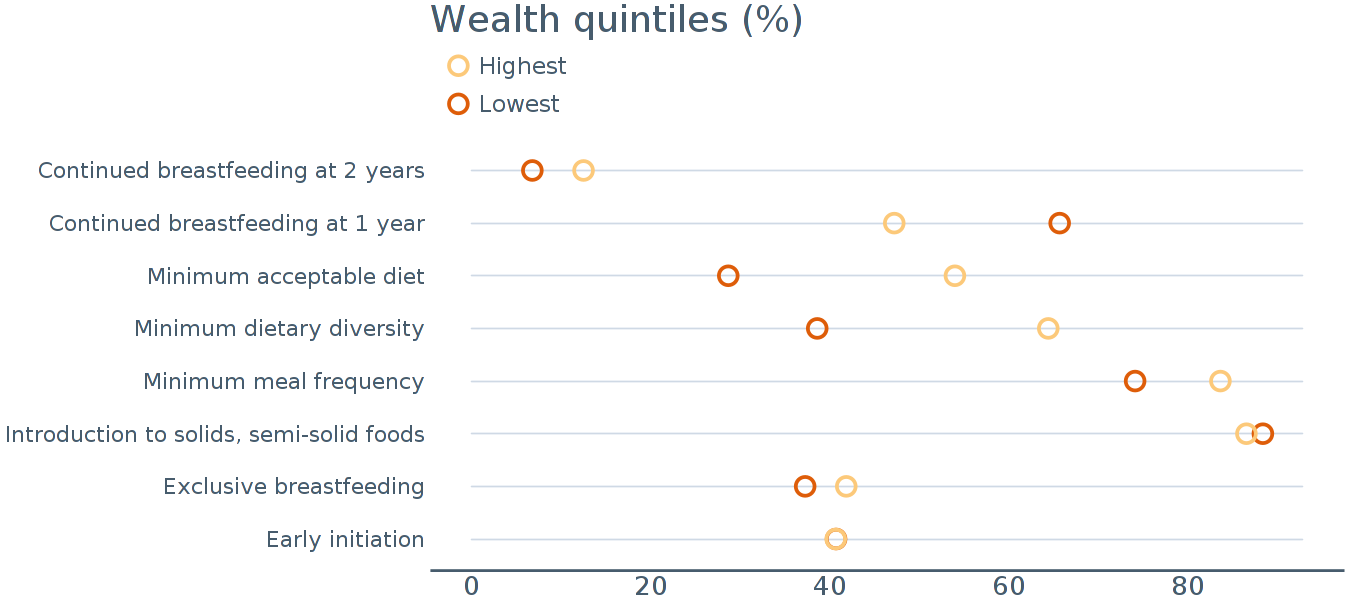 Wealth quintiles (%)
Highest
Lowest
Continued breastfeeding at 2 years
Continued breastfeeding at 1 year
Minimum acceptable diet
Minimum dietary diversity
Minimum meal frequency
Introduction to solids, semi-solid foods
Exclusive breastfeeding
Early initiation
0 20 40 60 80